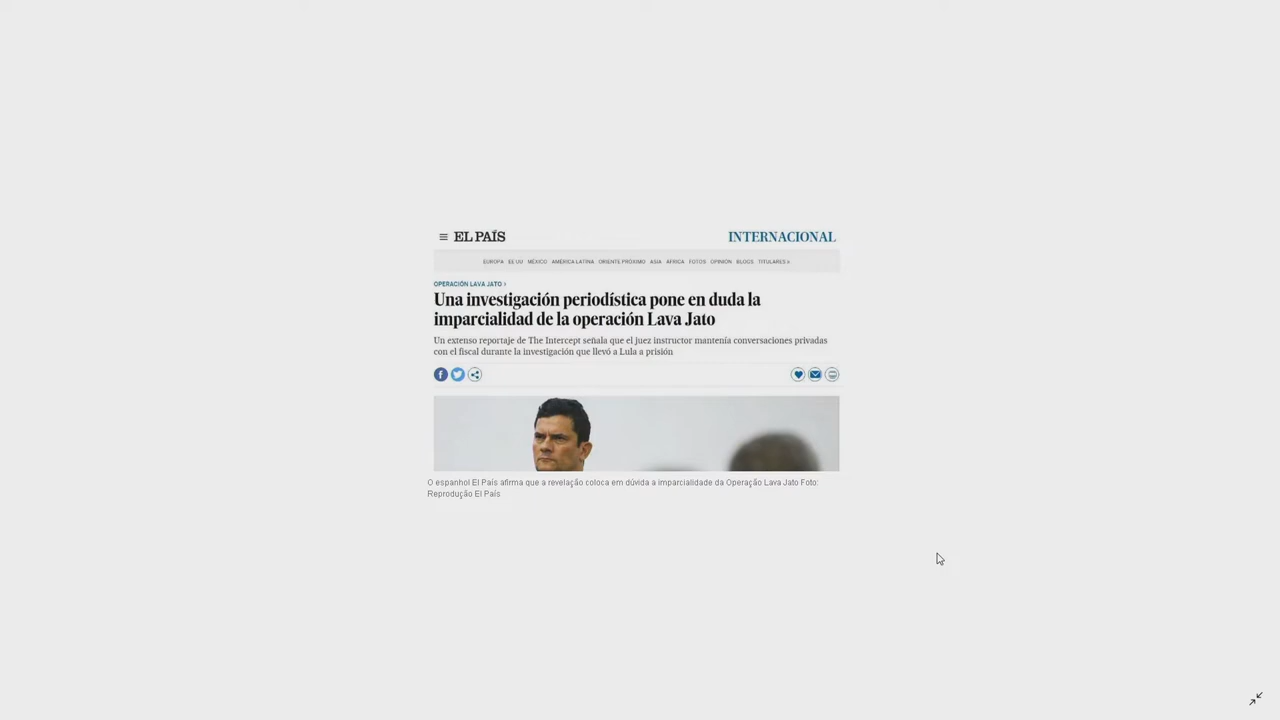 EL PAÍS
INTERNACIONAL
EUROPA EE UU MÉXICO AMÉRICA LATINA ORIENTE PRÓXIMO ASIA ÁFRICA FOTOS OPINIÓN BLOGS TITULARES »
OPERACIÓN LAVA JATO ›
Una investigación periodística pone en duda la
imparcialidad de la operación Lava Jato
Un extenso reportaje de The Intercept señala que el juez instructor mantenía conversaciones privadas
con el fiscal durante la investigación que llevó a Lula a prisión
O espanhol El País afirma que a revelação coloca em dúvida a imparcialidade da Operação Lava Jato Foto:
Reprodução El País